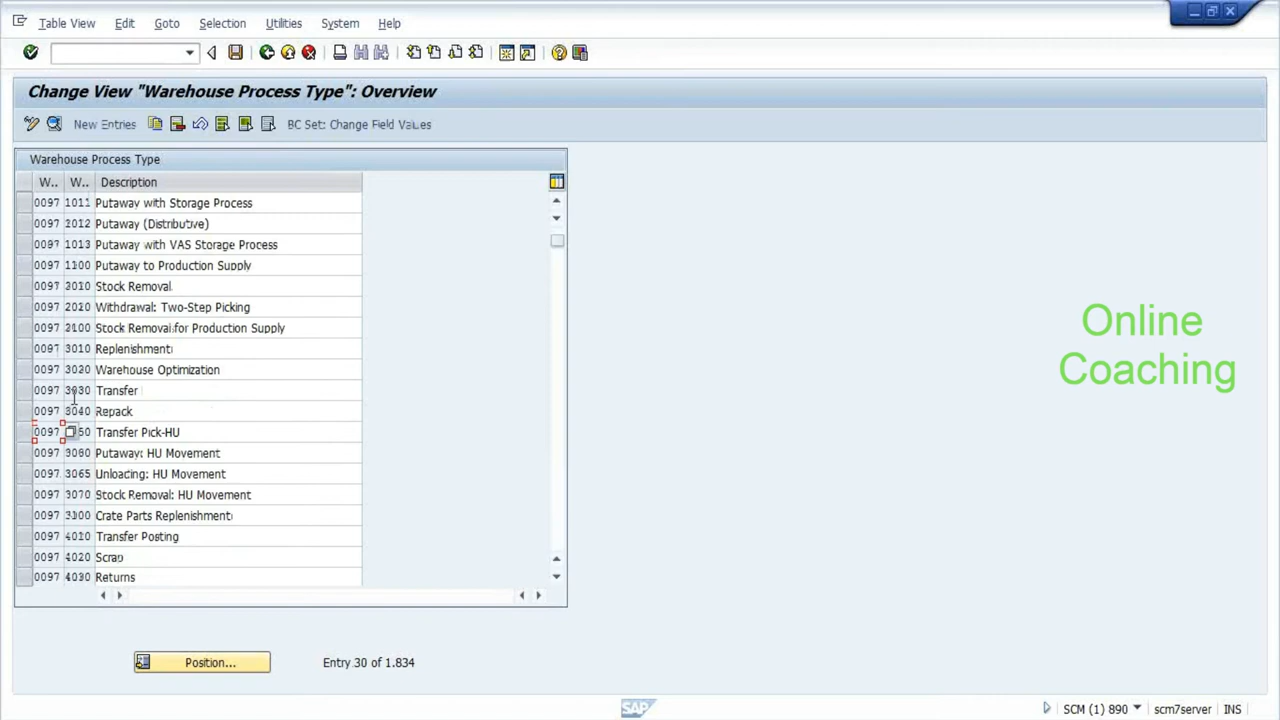 Table View Edit Goto Selection Utilities System Help
Change View "Warehouse Process Type": Overview
New Entries BC Set: Change Field Values
Warehouse Process Type
W.. W.. Description
0097 1011 Putaway with Storage Process
0097 2012 Putaway (Distributive)
0097 1013 Putaway with VAS Storage Process
0097 1100 Putaway to Production Supply
0097 2010 Stock Removal
0097 2020 Withdrawal: Two-Step Picking
0097 2100 Stock Removal for Production Supply
0097 3010 Replenishment
0097 3020 Warehouse Optimization
0097 3030 Transfer
0097 3040 Repack
0097 Transfer Pick-HU
0097 3060 Putaway: HU Movement
0097 3065 Unloading: HU Movement
0097 3070 Stock Removal: HU Movement
0097 3100 Crate Parts Replenishment
0097 4010 Transfer Posting
0097 4020 Scrap
0097 4030 Returns
Online
Coaching
Position... Entry 30 of 1.834
SAP SCM (1) 890 scm7server INS